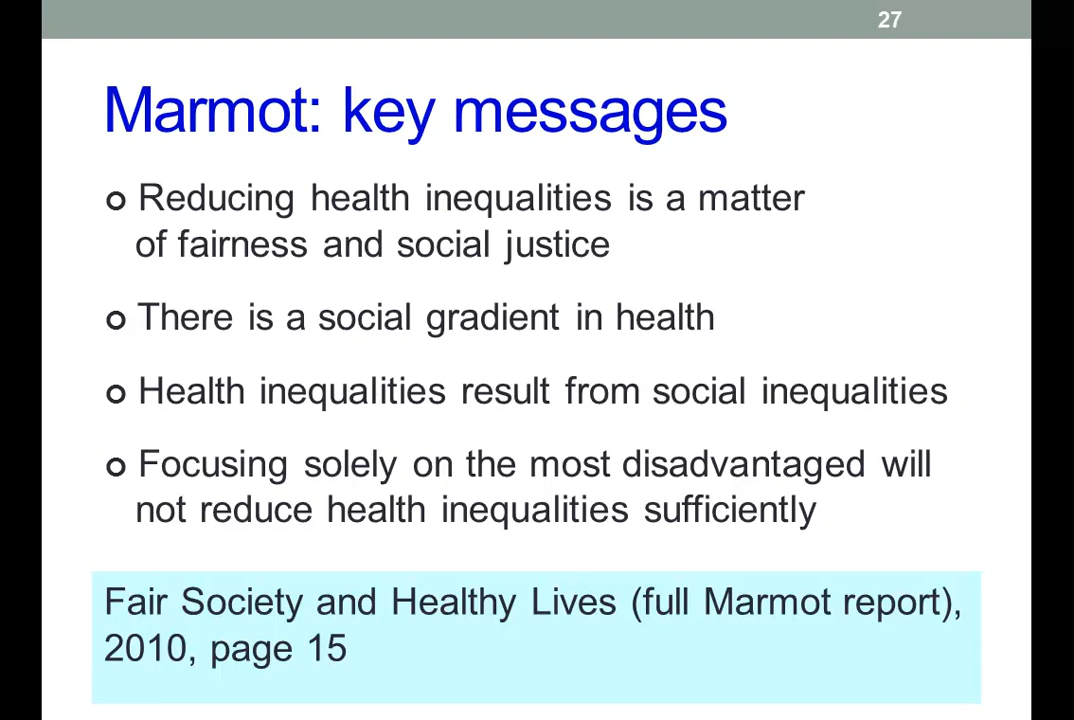 27
Marmot: key messages
Reducing health inequalities is a matter
of fairness and social justice
There is a social gradient in health
Health inequalities result from social inequalities
Focusing solely on the most disadvantaged will
not reduce health inequalities sufficiently
Fair Society and Healthy Lives (full Marmot report),
2010, page 15